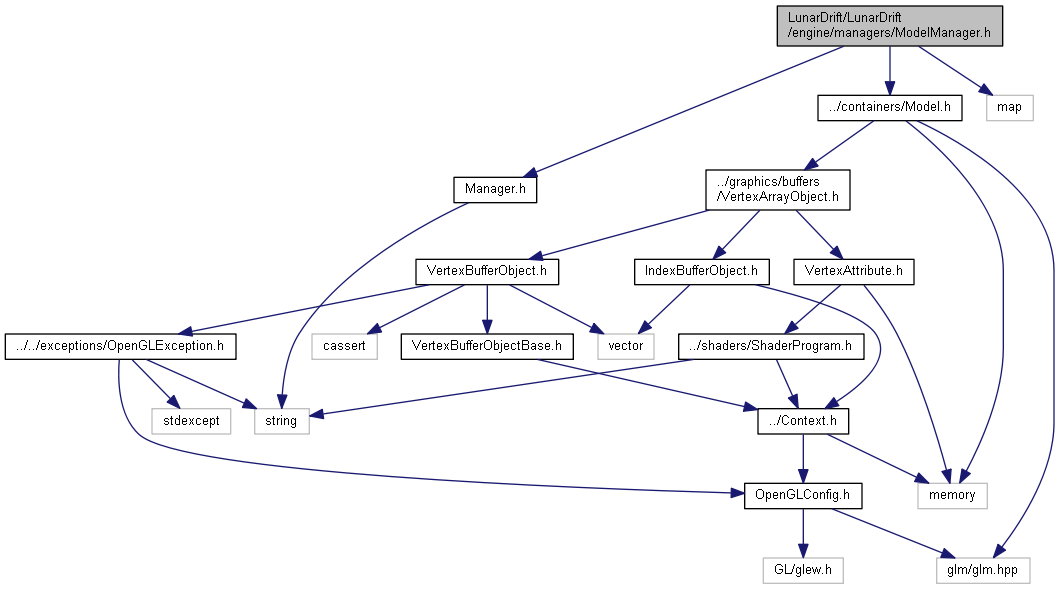 LunarDrift/LunarDrift
/engine/managers/ModelManager.h
../containers/Model.h
map
Manager.h
../graphics/buffers
/VertexArrayObject.h
VertexBufferObject.h
IndexBufferObject.h
VertexAttribute.h
../../exceptions/OpenGLException.h
cassert
VertexBufferObjectBase.h
vector
../shaders/ShaderProgram.h
stdexcept
string
../Context.h
OpenGLConfig.h
memory
GL/glew.h
glm/glm.hpp